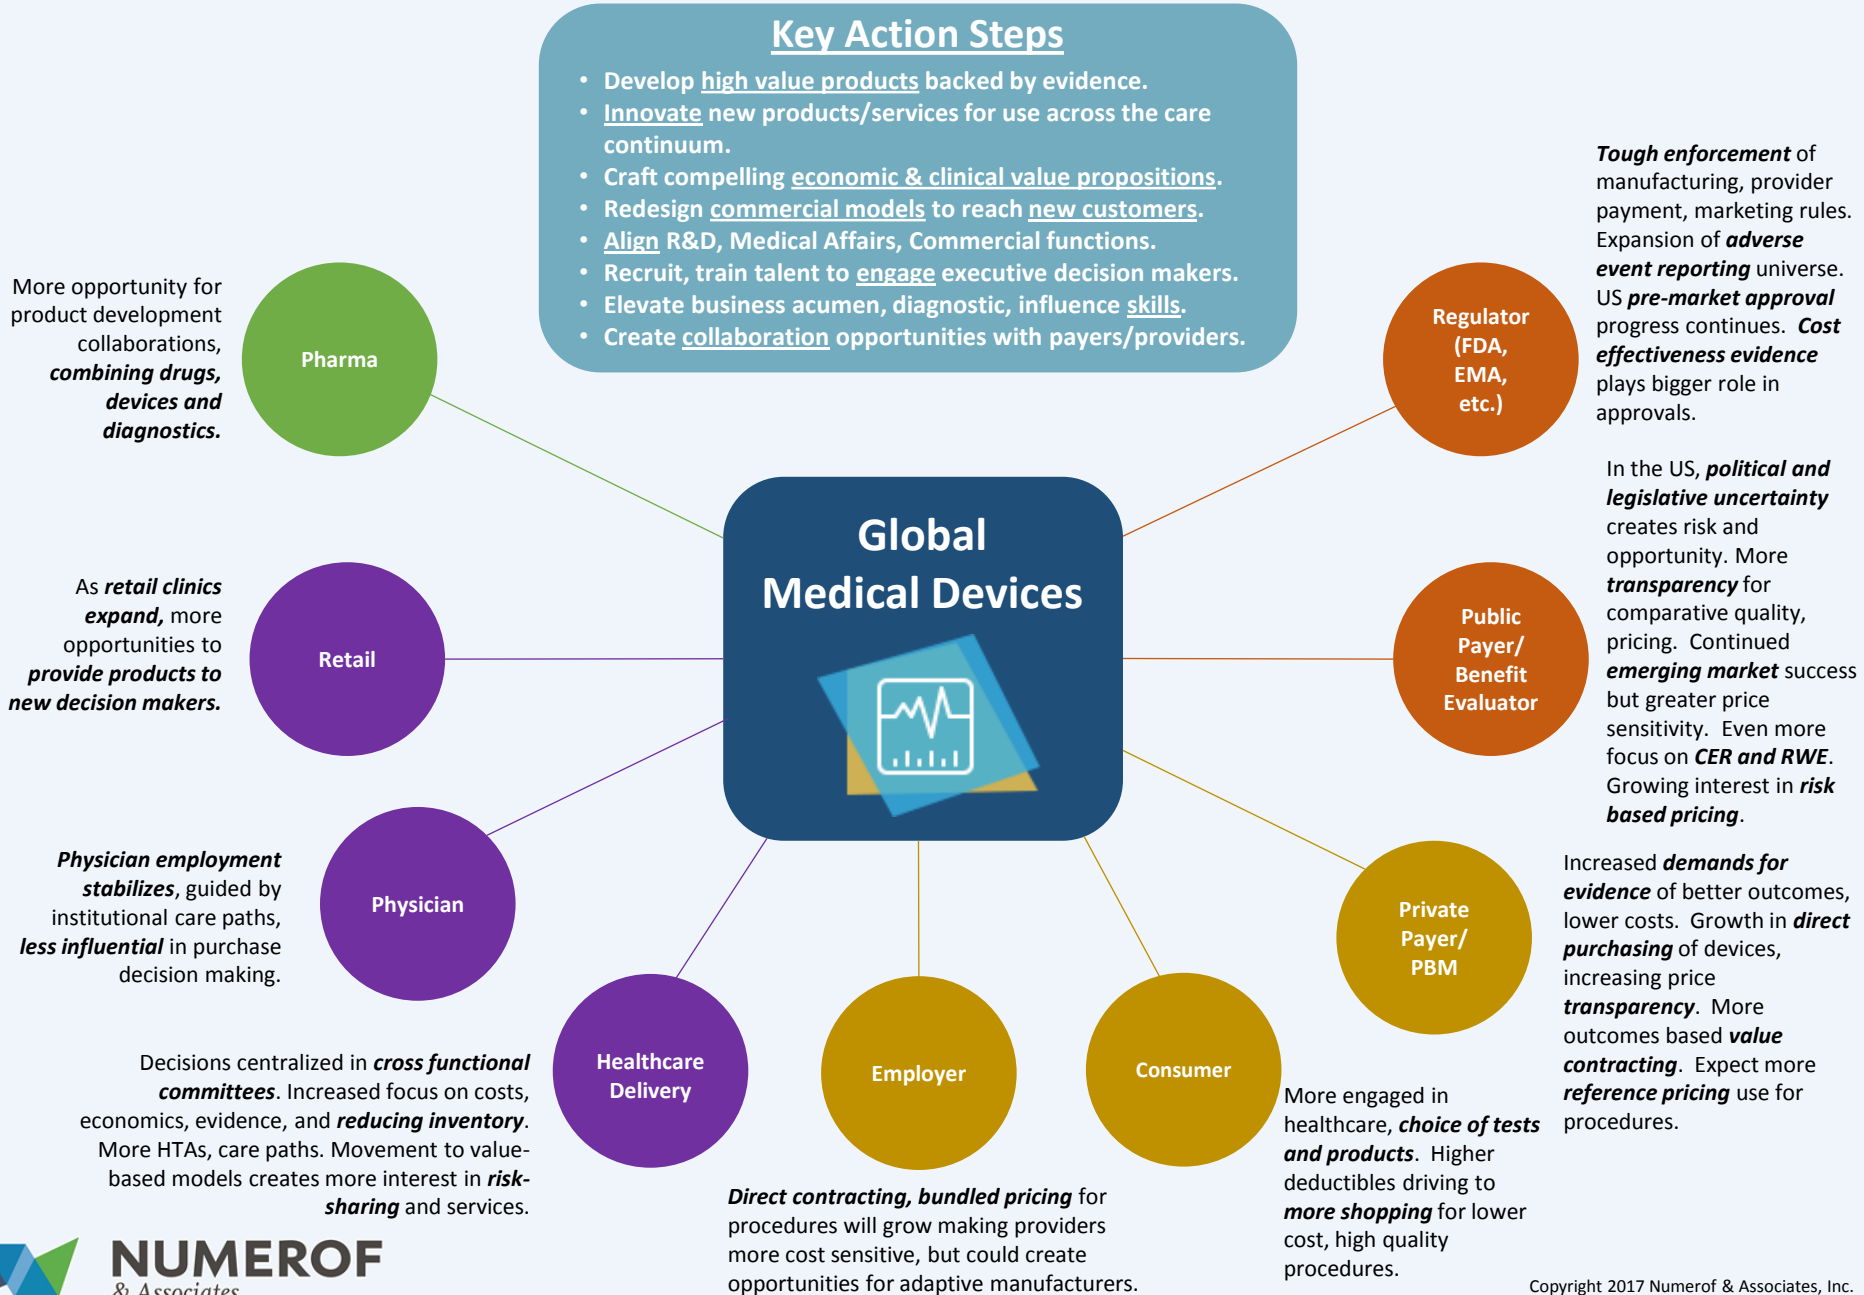 Key Action Steps
• Develop high value products backed by evidence.
• Innovate new products/services for use across the care
continuum.
• Craft compelling economic & clinical value propositions.
• Redesign commercial models to reach new customers.
• Align R&D, Medical Affairs, Commercial functions.
• Recruit, train talent to engage executive decision makers.
• Elevate business acumen, diagnostic, influence skills.
• Create collaboration opportunities with payers/providers.
More opportunity for
product development
collaborations,
combining drugs,
devices and
diagnostics.
Pharma
Regulator
(FDA,
EMA,
etc.)
Tough enforcement of
manufacturing, provider
payment, marketing rules.
Expansion of adverse
event reporting universe.
US pre-market approval
progress continues. Cost
effectiveness evidence
plays bigger role in
approvals.
Global
Medical Devices
As retail clinics
expand, more
opportunities to
provide products to
new decision makers.
Retail
Public
Payer/
Benefit
Evaluator
In the US, political and
legislative uncertainty
creates risk and
opportunity. More
transparency for
comparative quality,
pricing. Continued
emerging market success
but greater price
sensitivity. Even more
focus on CER and RWE.
Growing interest in risk
based pricing.
Physician employment
stabilizes, guided by
institutional care paths,
less influential in purchase
decision making.
Physician
Private
Payer/
PBM
Increased demands for
evidence of better outcomes,
lower costs. Growth in direct
purchasing of devices,
increasing price
transparency. More
outcomes based value
contracting. Expect more
reference pricing use for
procedures.
Decisions centralized in cross functional
committees. Increased focus on costs,
economics, evidence, and reducing inventory.
More HTAs, care paths. Movement to value-
based models creates more interest in risk-
sharing and services.
Healthcare
Delivery
Employer
Direct contracting, bundled pricing for
procedures will grow making providers
more cost sensitive, but could create
opportunities for adaptive manufacturers.
Consumer
More engaged in
healthcare, choice of tests
and products. Higher
deductibles driving to
more shopping for lower
cost, high quality
procedures.
NUMEROF
& Associates
Copyright 2017 Numerof & Associates, Inc.